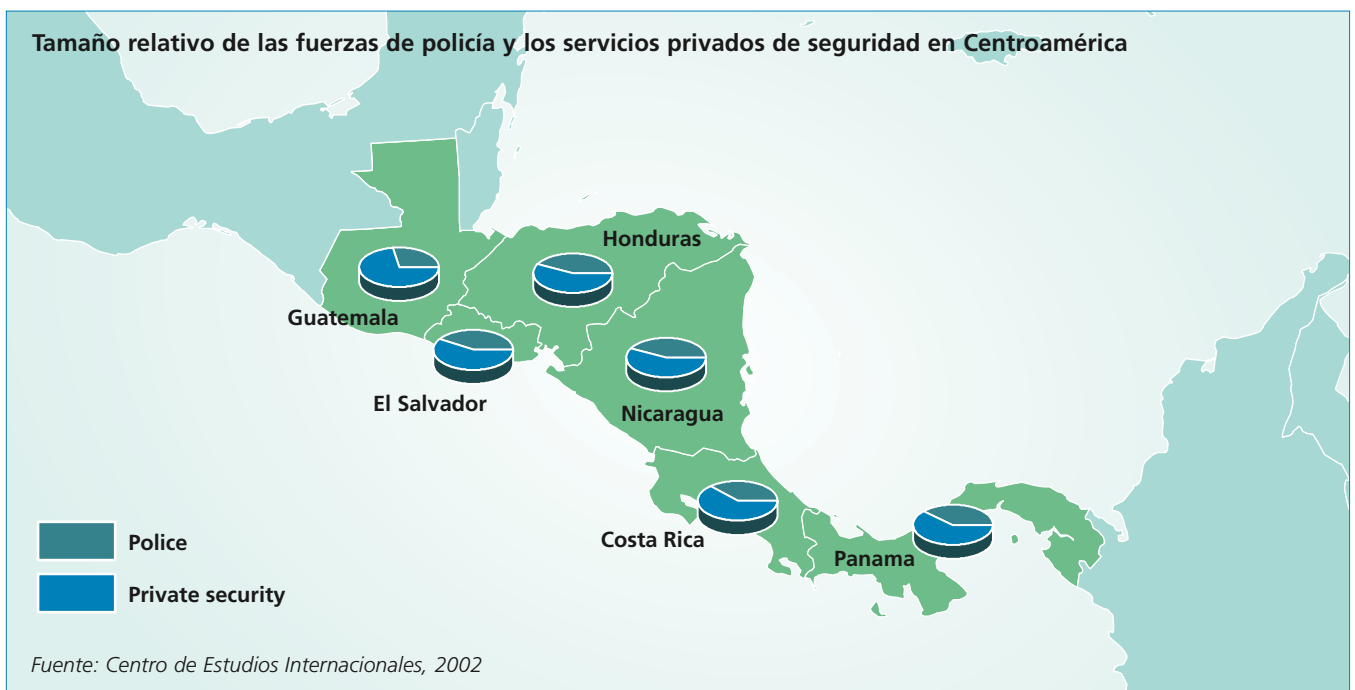 Tamaño relativo de las fuerzas de policía y los servicios privados de seguridad en Centroamérica
Honduras
Guatemala
El Salvador
Nicaragua
Costa Rica
Panama
Police
Private security
Fuente: Centro de Estudios Internacionales, 2002